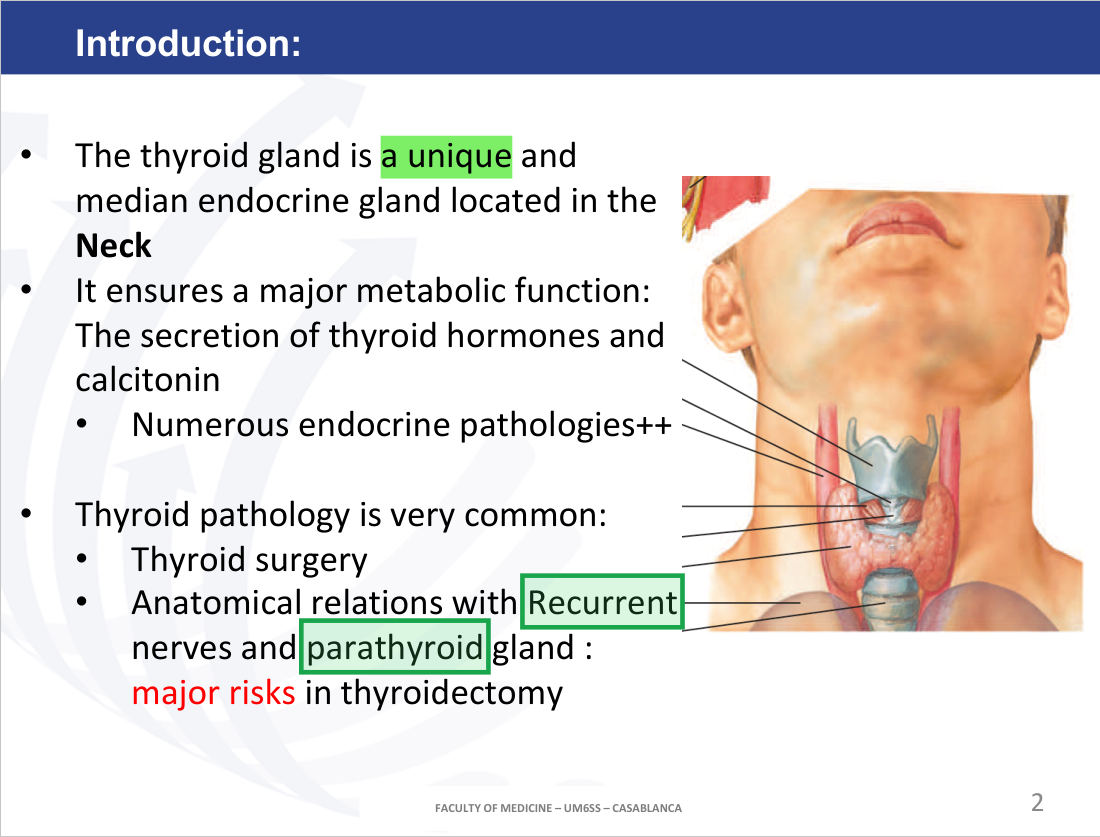 Introduction:
• The thyroid gland is a unique and
median endocrine gland located in the
Neck
• It ensures a major metabolic function:
The secretion of thyroid hormones and
calcitonin
• Numerous endocrine pathologies++
• Thyroid pathology is very common:
• Thyroid surgery
• Anatomical relations with Recurrent
nerves and parathyroid gland :
major risks in thyroidectomy
FACULTY OF MEDICINE – UM6SS – CASABLANCA
2